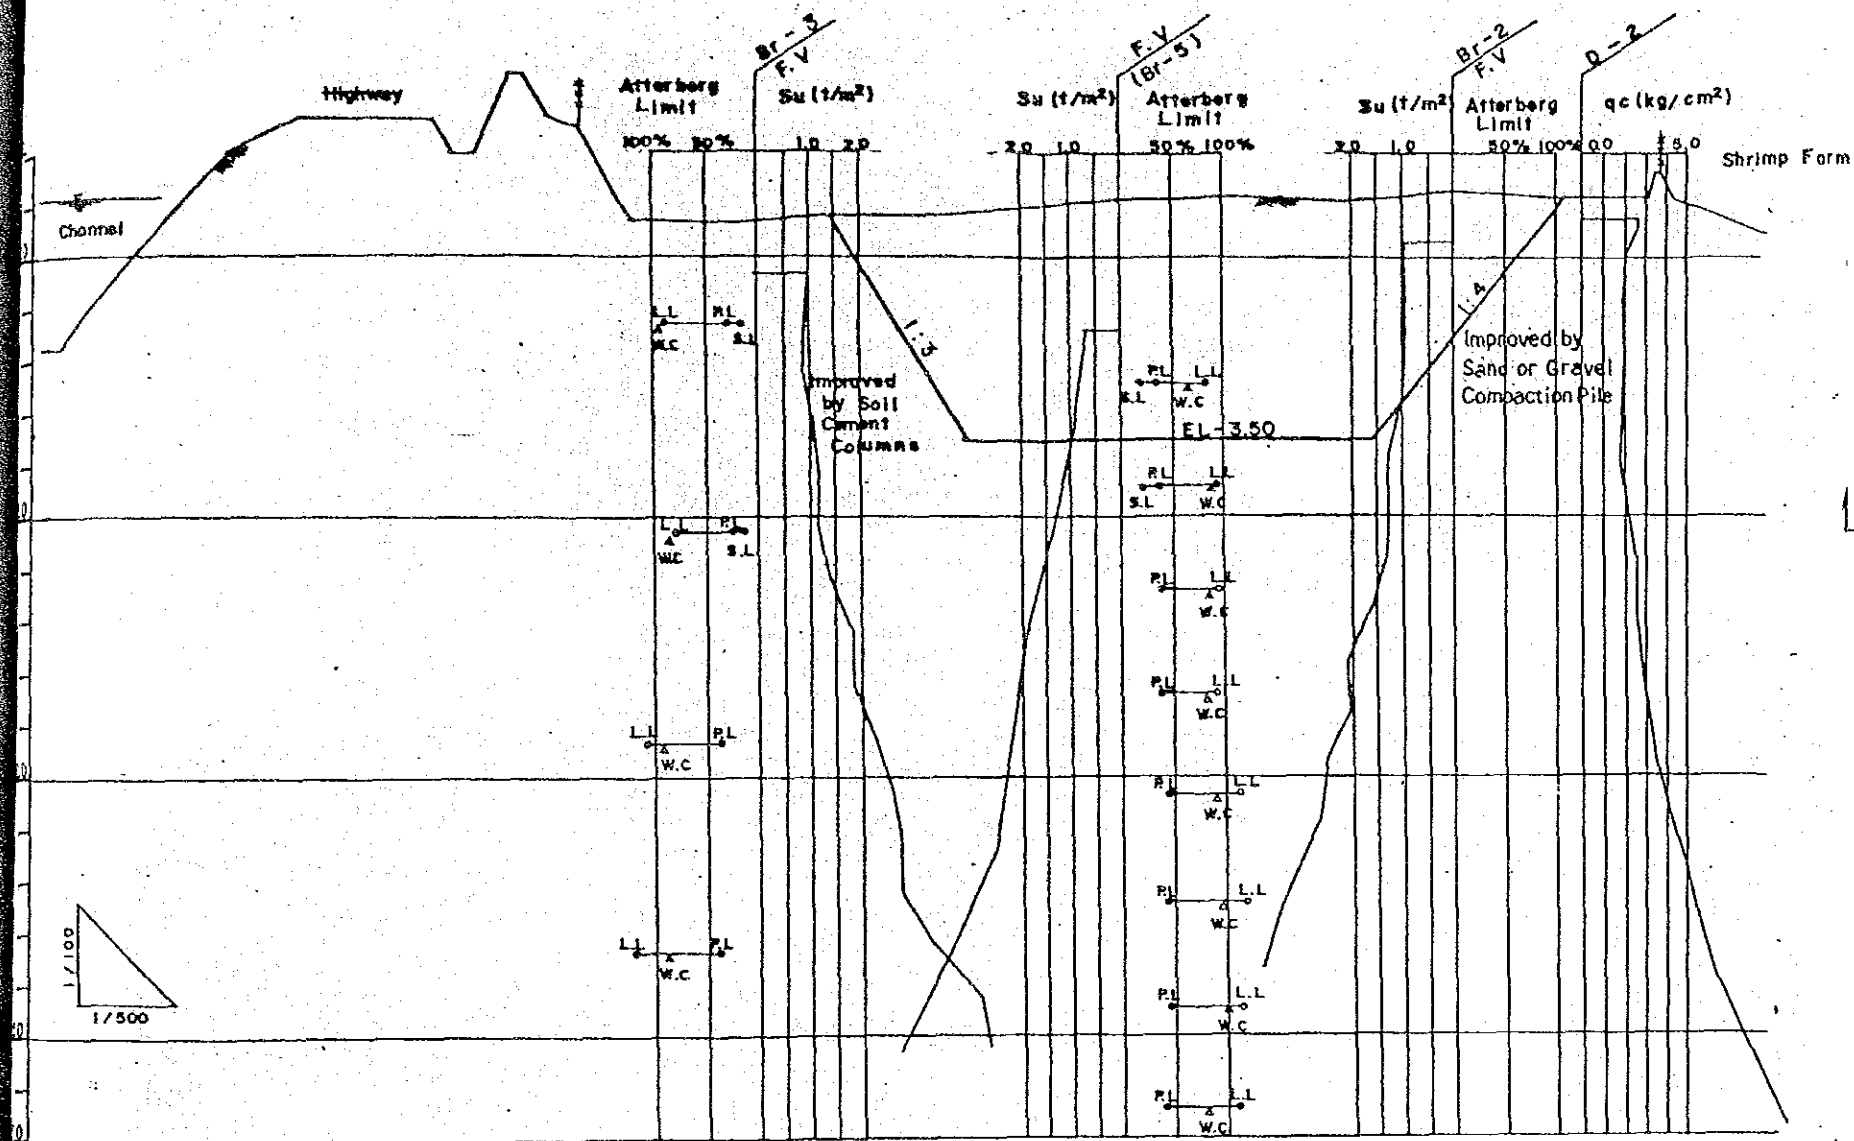 Br - 3
F.V
F.V
(Br-5)
Br-2
F.V
D - 2
Highway
Atterberg
Limit
Su (t/m²)
Su (t/m²)
Atterberg
Limit
Su (t/m²)
Atterberg
Limit
qc (kg/cm²)
100% 50%
1.0 2.0
2.0 1.0
50% 100%
2.0 1.0
50% 100%
0.0 5.0
Shrimp Farm
Channel
L.L P.L
W.C S.L
1:3
1:4
Improved by
Sand or Gravel
Compaction Pile
Improved
by Soil
Cement
Columns
P.L L.L
S.L W.C
EL-3.50
P.L L.L
S.L W.C
L.L P.L
W.C S.L
P.L L.L
W.C
P.L L.L
W.C
L.L P.L
W.C
P.L L.L
W.C
P.L L.L
W.C
L.L P.L
W.C
P.L L.L
W.C
P.L L.L
W.C
1/100
1/500